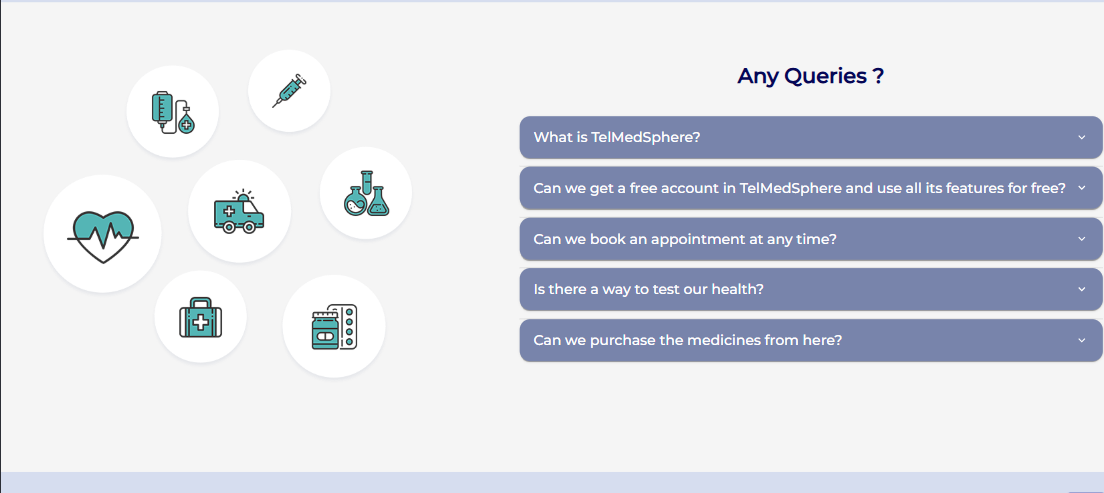 Any Queries ?
What is TelMedSphere?
Can we get a free account in TelMedSphere and use all its features for free?
Can we book an appointment at any time?
Is there a way to test our health?
Can we purchase the medicines from here?